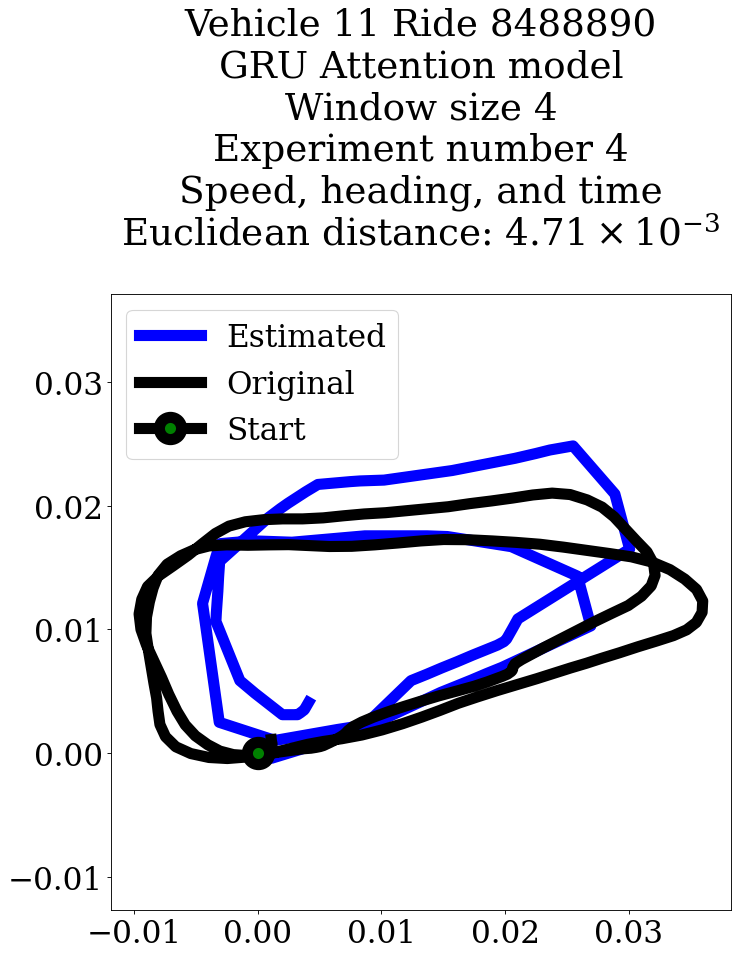 Vehicle 11 Ride 8488890
GRU Attention model
Window size 4
Experiment number 4
Speed, heading, and time
Euclidean distance: 4.71 × 10⁻³
Estimated
Original
Start
0.03
0.02
0.01
0.00
−0.01
−0.01 0.00 0.01 0.02 0.03